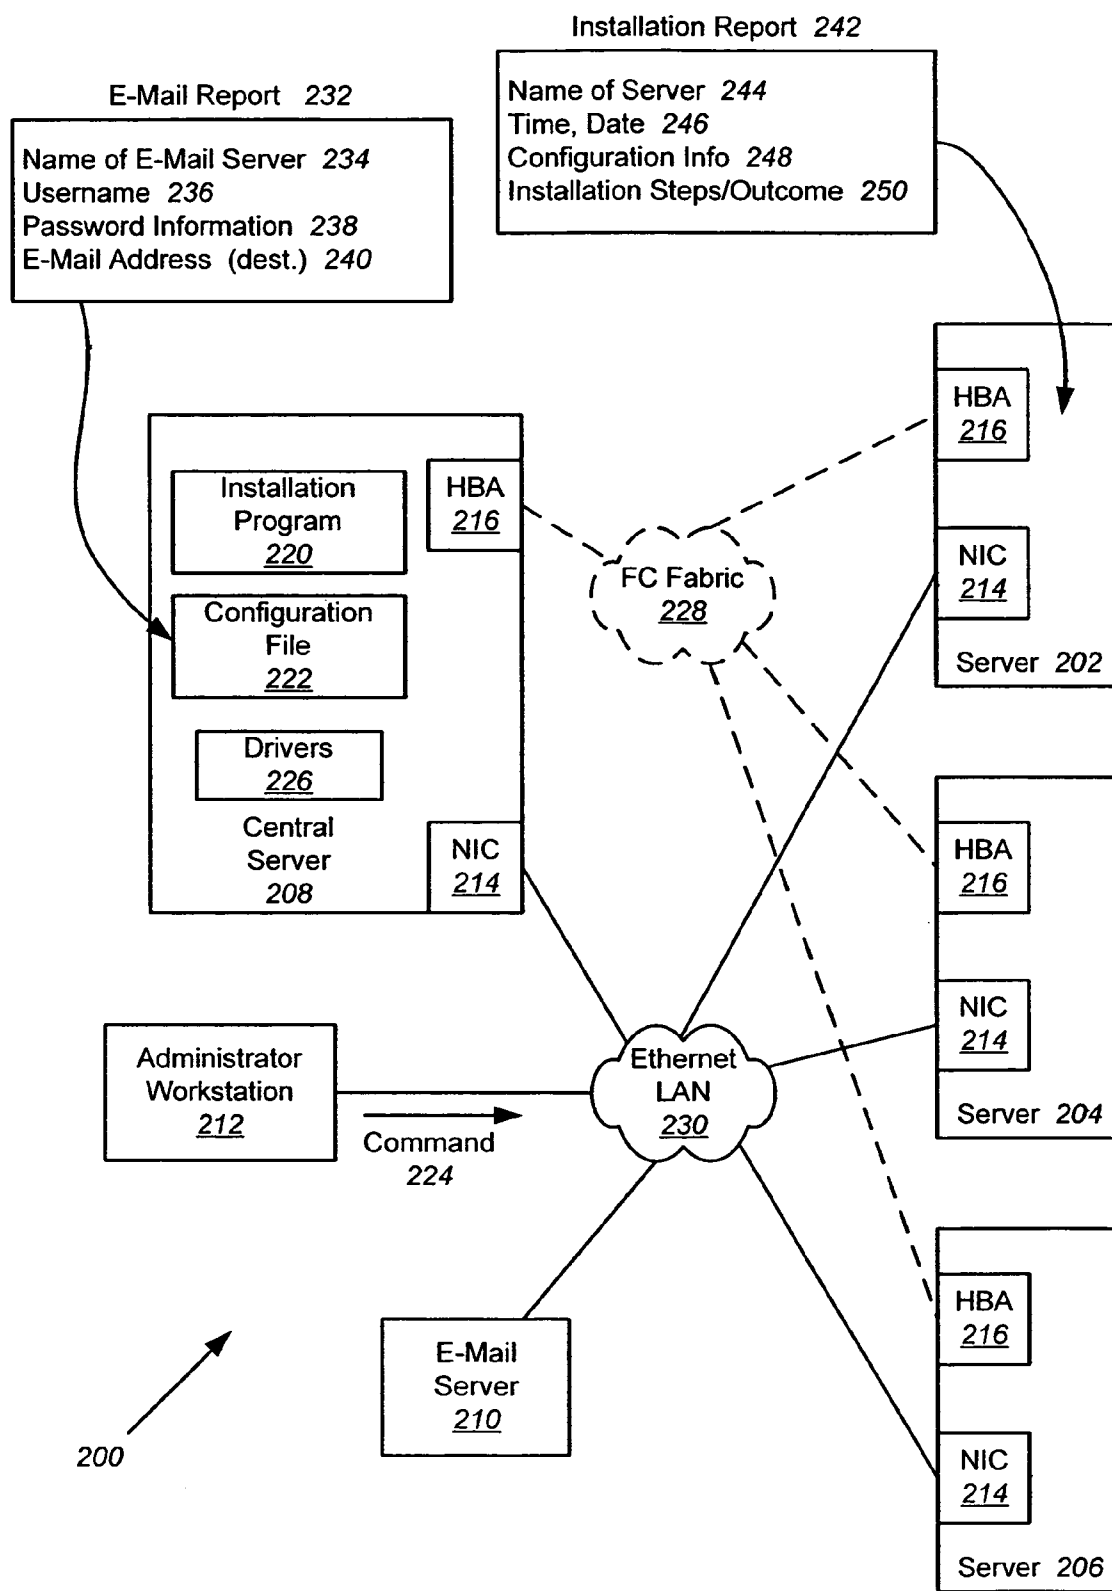 Installation Report 242
Name of Server 244
Time, Date 246
Configuration Info 248
Installation Steps/Outcome 250
E-Mail Report 232
Name of E-Mail Server 234
Username 236
Password Information 238
E-Mail Address (dest.) 240
Installation
Program
220
Configuration
File
222
Drivers
226
Central
Server
208
HBA
216
NIC
214
FC Fabric
228
HBA
216
NIC
214
Server 202
HBA
216
NIC
214
Server 204
Administrator
Workstation
212
Command
224
Ethernet
LAN
230
E-Mail
Server
210
HBA
216
NIC
214
Server 206
200